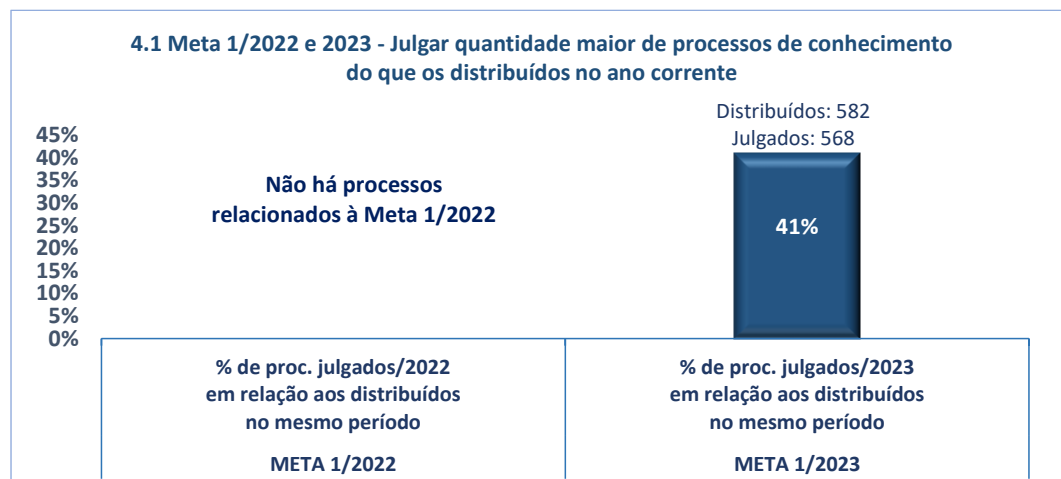 4.1 Meta 1/2022 e 2023 - Julgar quantidade maior de processos de conhecimento
do que os distribuídos no ano corrente
Distribuídos: 582
Julgados: 568
45%
40%
35%
30%
25%
20%
15%
10%
5%
0%
Não há processos
relacionados à Meta 1/2022
41%
% de proc. julgados/2022
em relação aos distribuídos
no mesmo período
META 1/2022
% de proc. julgados/2023
em relação aos distribuídos
no mesmo período
META 1/2023